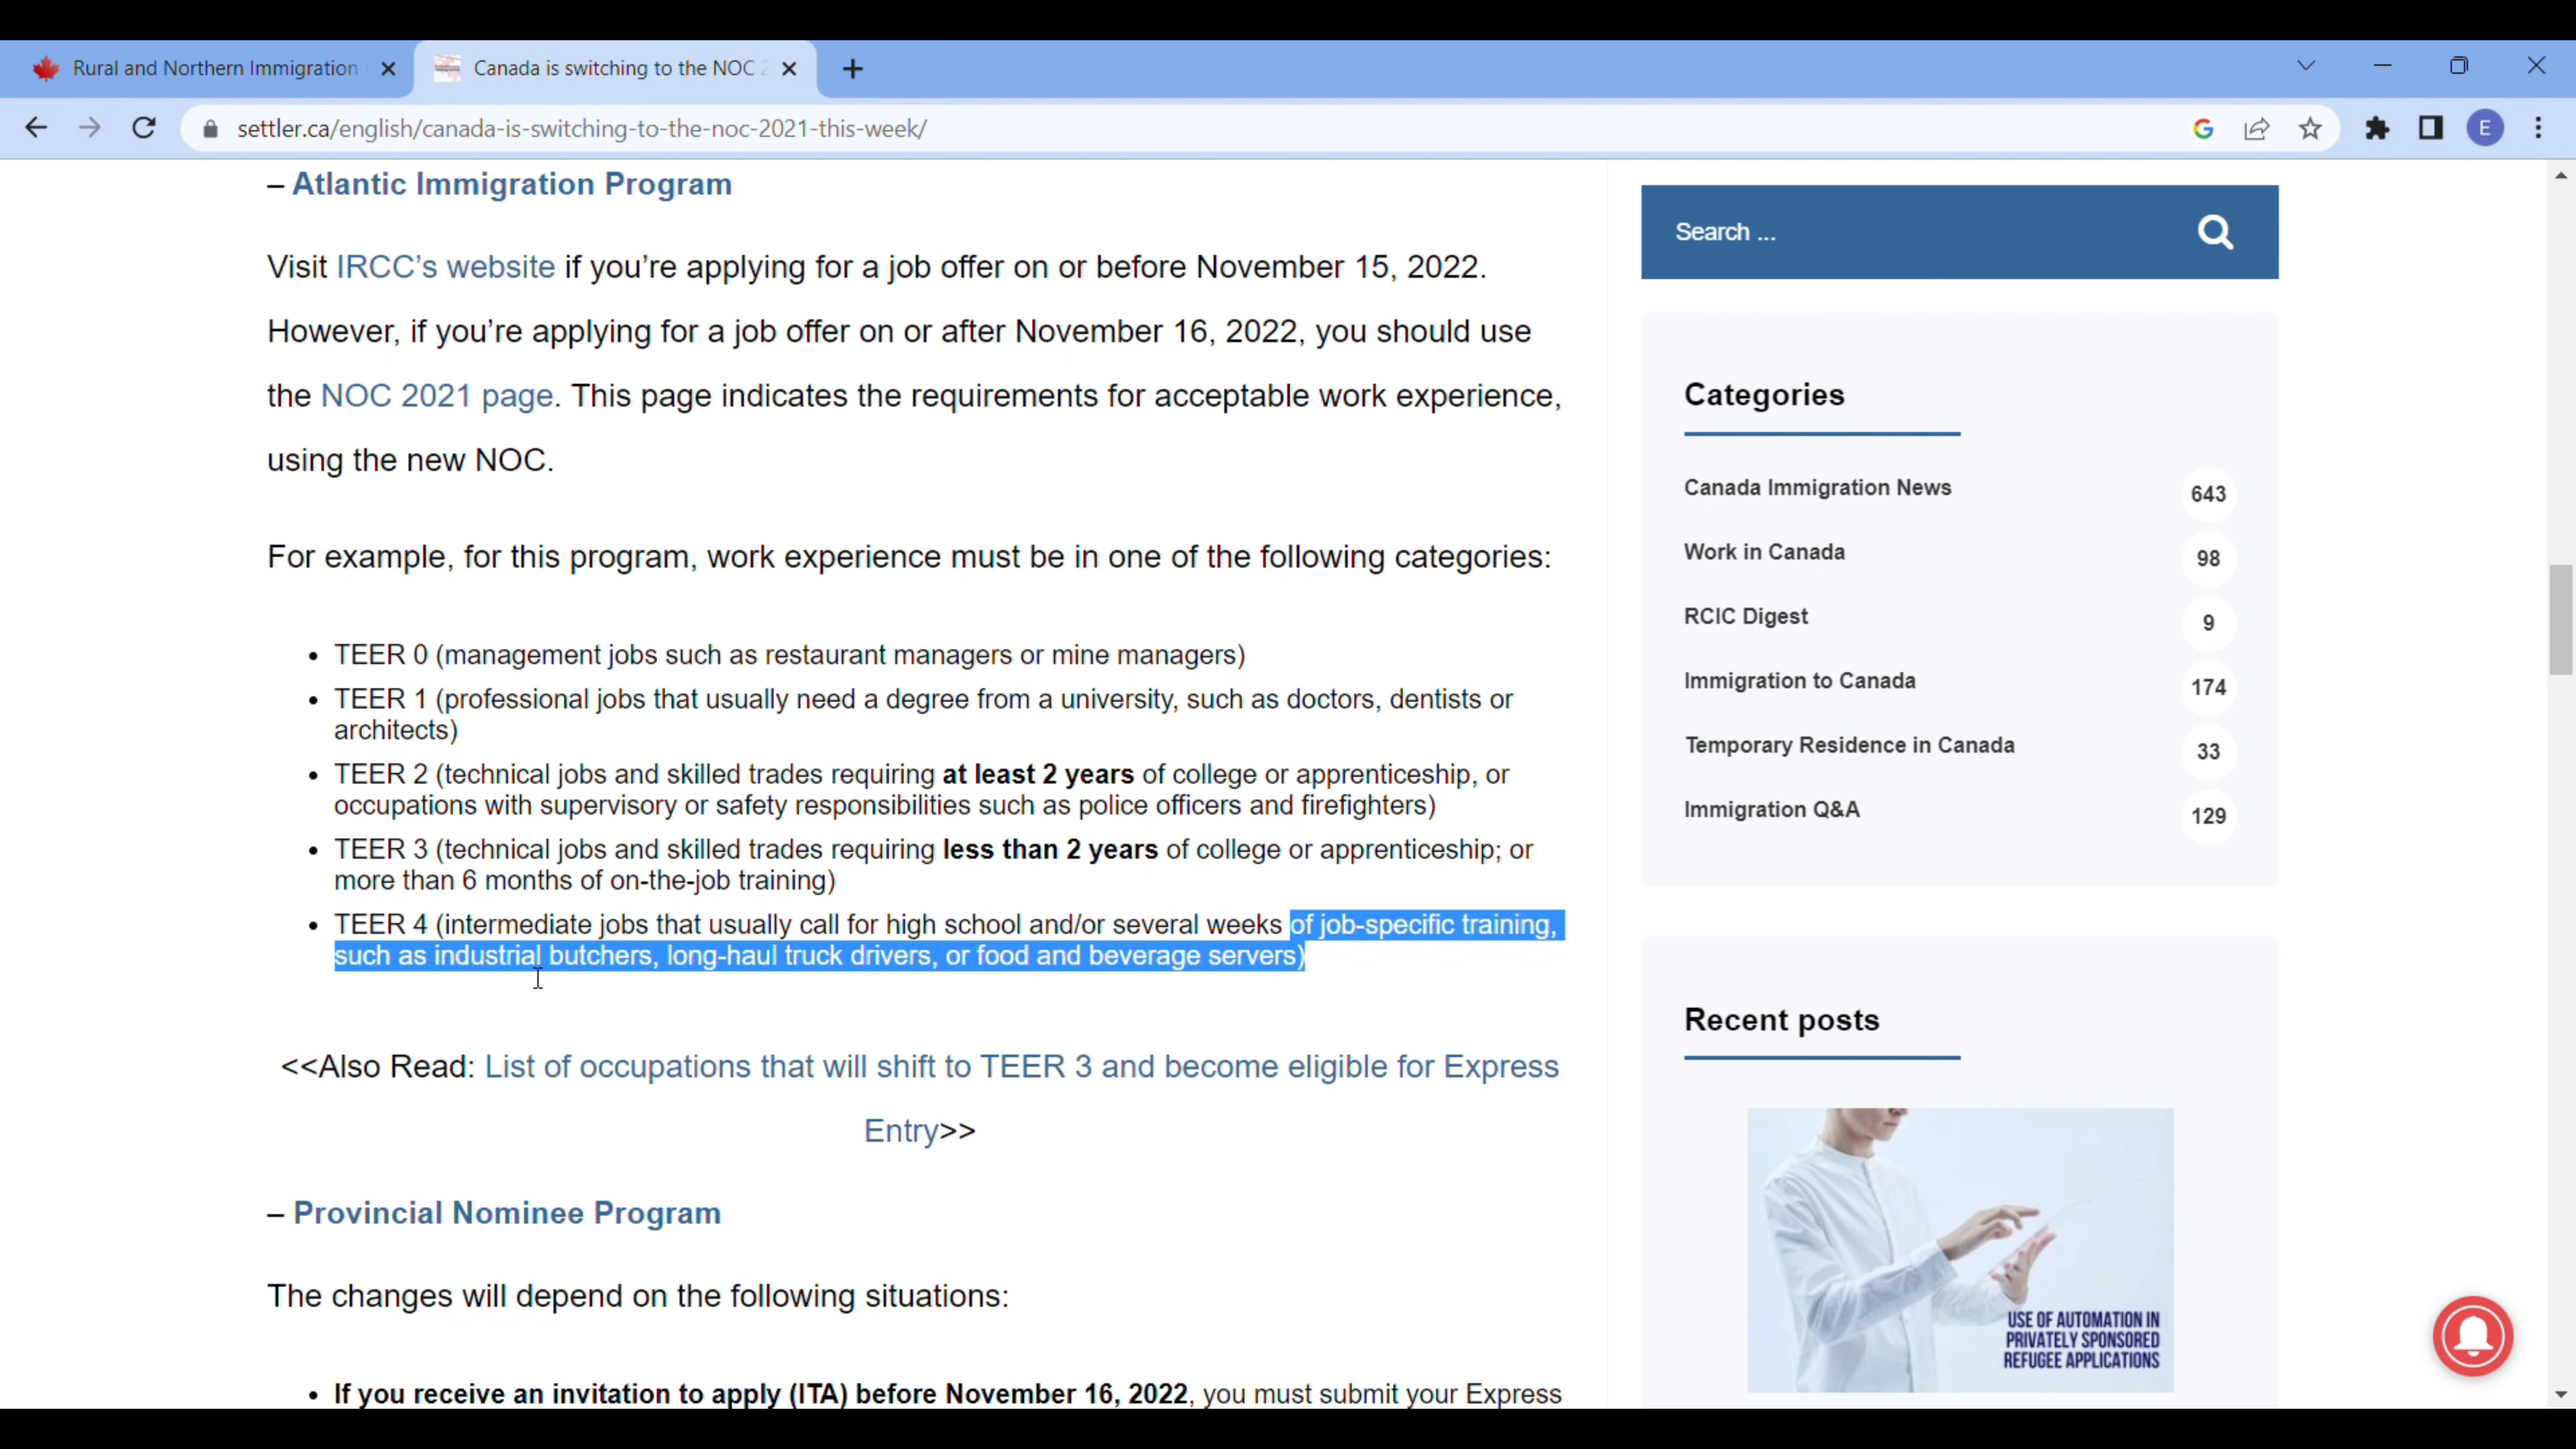 Rural and Northern Immigration
Canada is switching to the NOC 2
settler.ca/english/canada-is-switching-to-the-noc-2021-this-week/
E
– Atlantic Immigration Program
Visit IRCC’s website if you’re applying for a job offer on or before November 15, 2022.
However, if you’re applying for a job offer on or after November 16, 2022, you should use
the NOC 2021 page. This page indicates the requirements for acceptable work experience,
using the new NOC.
For example, for this program, work experience must be in one of the following categories:
• TEER 0 (management jobs such as restaurant managers or mine managers)
• TEER 1 (professional jobs that usually need a degree from a university, such as doctors, dentists or
architects)
• TEER 2 (technical jobs and skilled trades requiring at least 2 years of college or apprenticeship, or
occupations with supervisory or safety responsibilities such as police officers and firefighters)
• TEER 3 (technical jobs and skilled trades requiring less than 2 years of college or apprenticeship; or
more than 6 months of on-the-job training)
• TEER 4 (intermediate jobs that usually call for high school and/or several weeks of job-specific training,
such as industrial butchers, long-haul truck drivers, or food and beverage servers)
<<Also Read: List of occupations that will shift to TEER 3 and become eligible for Express
Entry>>
– Provincial Nominee Program
The changes will depend on the following situations:
• If you receive an invitation to apply (ITA) before November 16, 2022, you must submit your Express
Search ...
Categories
Canada Immigration News 643
Work in Canada 98
RCIC Digest 9
Immigration to Canada 174
Temporary Residence in Canada 33
Immigration Q&A 129
Recent posts
USE OF AUTOMATION IN
PRIVATELY SPONSORED
REFUGEE APPLICATIONS